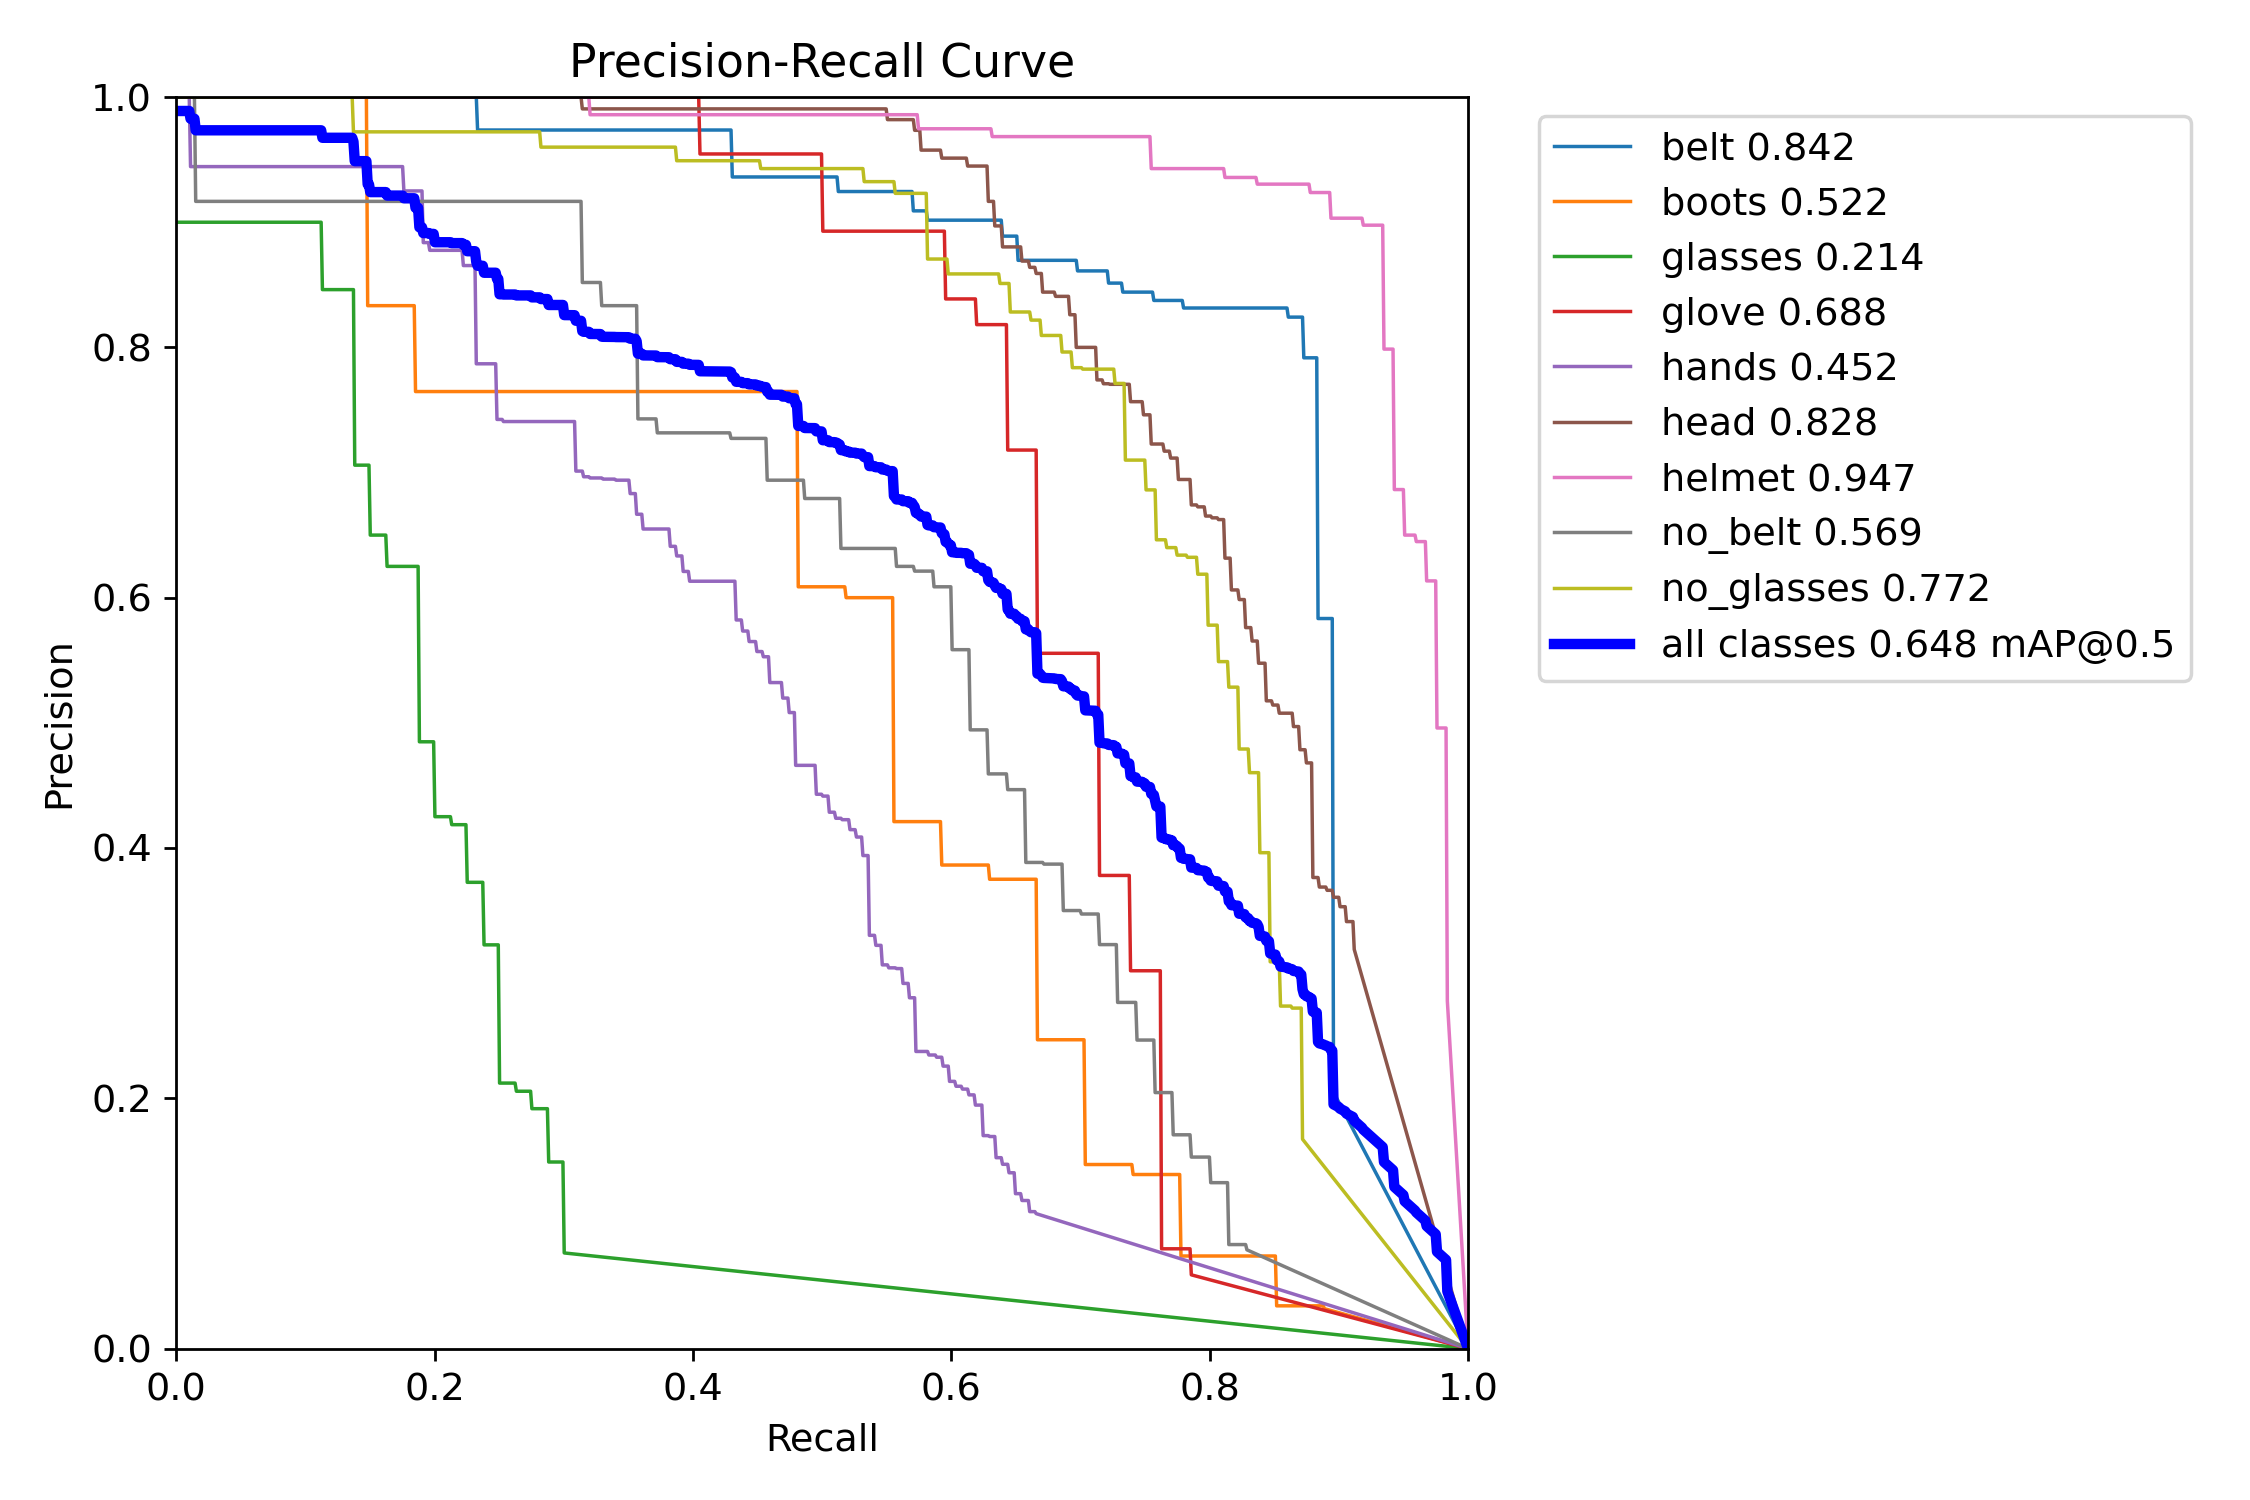 Precision-Recall Curve
1.0
0.8
0.6
0.4
0.2
0.0
Precision
0.0 0.2 0.4 0.6 0.8 1.0
Recall
belt 0.842
boots 0.522
glasses 0.214
glove 0.688
hands 0.452
head 0.828
helmet 0.947
no_belt 0.569
no_glasses 0.772
all classes 0.648 mAP@0.5